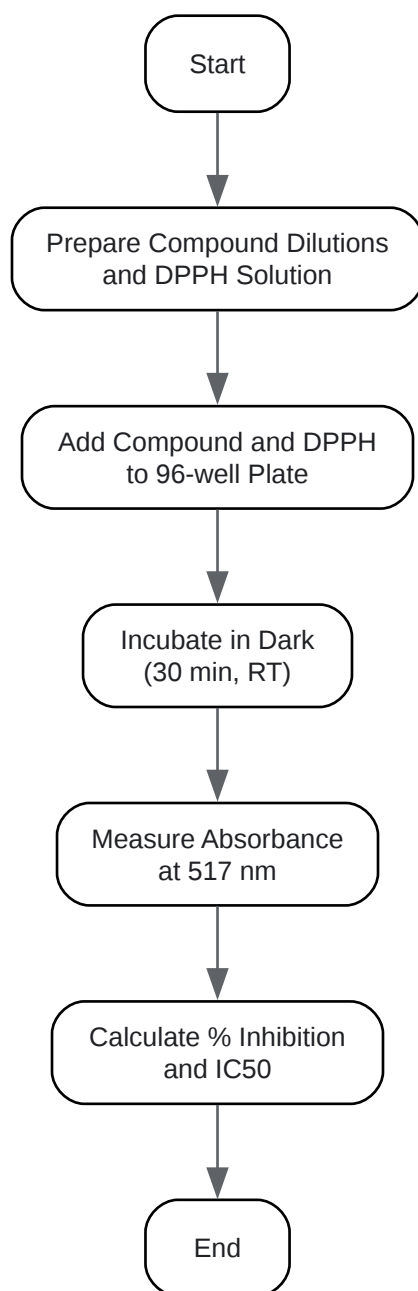 Start
Prepare Compound Dilutions
and DPPH Solution
Add Compound and DPPH
to 96-well Plate
Incubate in Dark
(30 min, RT)
Measure Absorbance
at 517 nm
Calculate % Inhibition
and IC50
End